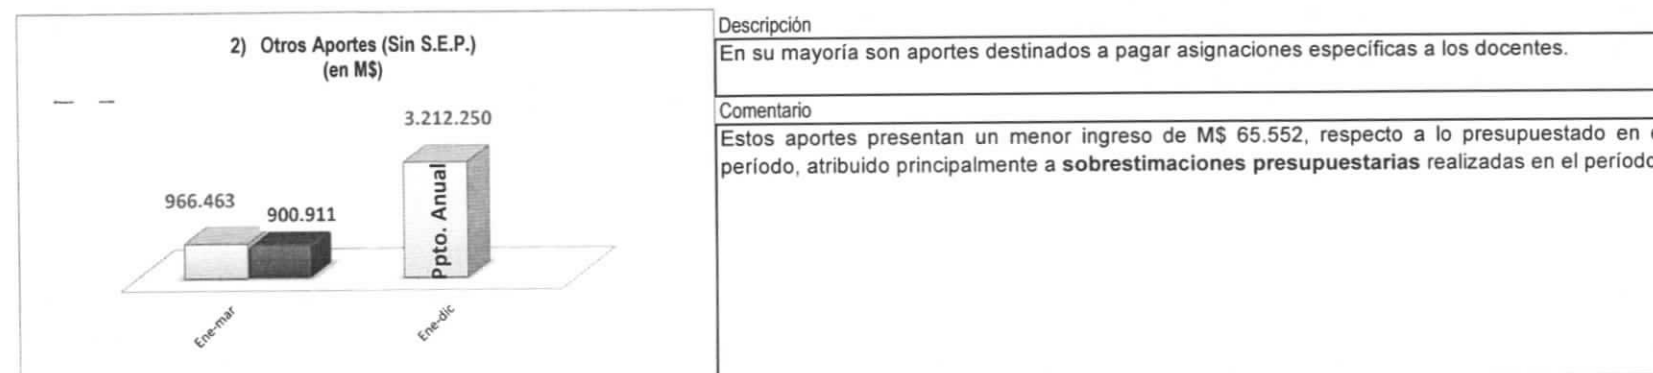 2) Otros Aportes (Sin S.E.P.)
(en M$)
3.212.250
966.463
900.911
Ppto. Anual
Ene-mar
Ene-dic
Descripción
En su mayoría son aportes destinados a pagar asignaciones específicas a los docentes.
Comentario
Estos aportes presentan un menor ingreso de M$ 65.552, respecto a lo presupuestado en
período, atribuido principalmente a sobrestimaciones presupuestarias realizadas en el período